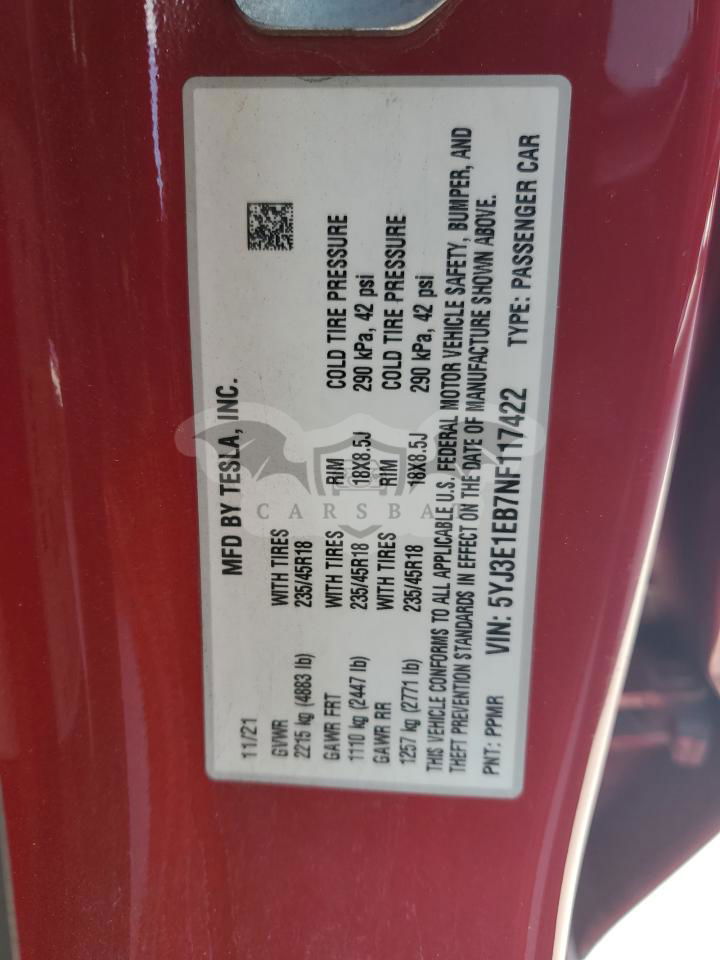 MFD BY TESLA, INC.
11/21
GVWR WITH TIRES
2215 kg (4883 lb) 235/45R18
GAWR FRT WITH TIRES RIM COLD TIRE PRESSURE
1110 kg (2447 lb) 235/45R18 18X8.5J 290 kPa, 42 psi
GAWR RR WITH TIRES RIM COLD TIRE PRESSURE
1257 kg (2771 lb) 235/45R18 18X8.5J 290 kPa, 42 psi
THIS VEHICLE CONFORMS TO ALL APPLICABLE U.S. FEDERAL MOTOR VEHICLE SAFETY, BUMPER, AND
THEFT PREVENTION STANDARDS IN EFFECT ON THE DATE OF MANUFACTURE SHOWN ABOVE.
PNT: PPMR VIN: 5YJ3E1EB7NF117422 TYPE: PASSENGER CAR
CARSBAT